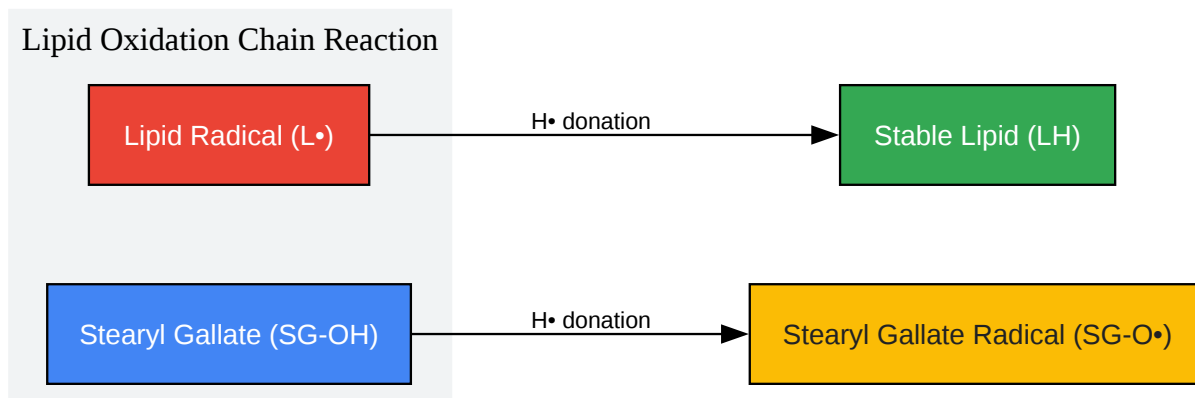 Lipid Oxidation Chain Reaction
Lipid Radical (L•)
H• donation
Stable Lipid (LH)
Stearyl Gallate (SG-OH)
H• donation
Stearyl Gallate Radical (SG-O•)